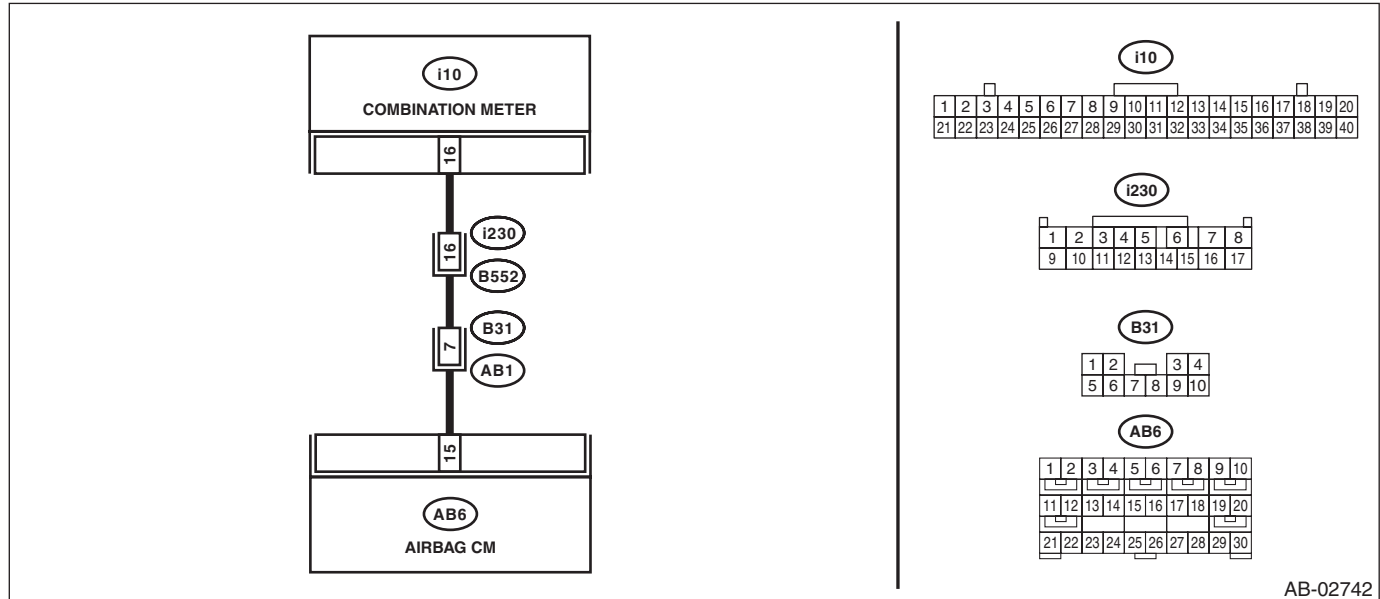 i10
COMBINATION METER
16
16
i230
B552
7
B31
AB1
15
AB6
AIRBAG CM
i10
1 2 3 4 5 6 7 8 9 10 11 12 13 14 15 16 17 18 19 20
21 22 23 24 25 26 27 28 29 30 31 32 33 34 35 36 37 38 39 40
i230
1 2 3 4 5 6 7 8
9 10 11 12 13 14 15 16 17
B31
1 2 3 4
5 6 7 8 9 10
AB6
1 2 3 4 5 6 7 8 9 10
11 12 13 14 15 16 17 18 19 20
21 22 23 24 25 26 27 28 29 30
AB-02742